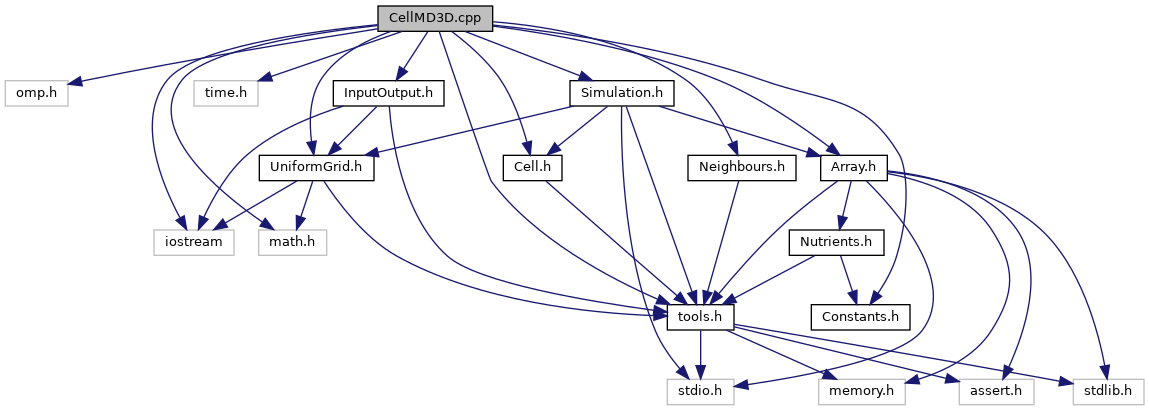 CellMD3D.cpp
omp.h
time.h
InputOutput.h
Simulation.h
UniformGrid.h
Cell.h
Neighbours.h
Array.h
iostream
math.h
Nutrients.h
tools.h
Constants.h
stdio.h
memory.h
assert.h
stdlib.h